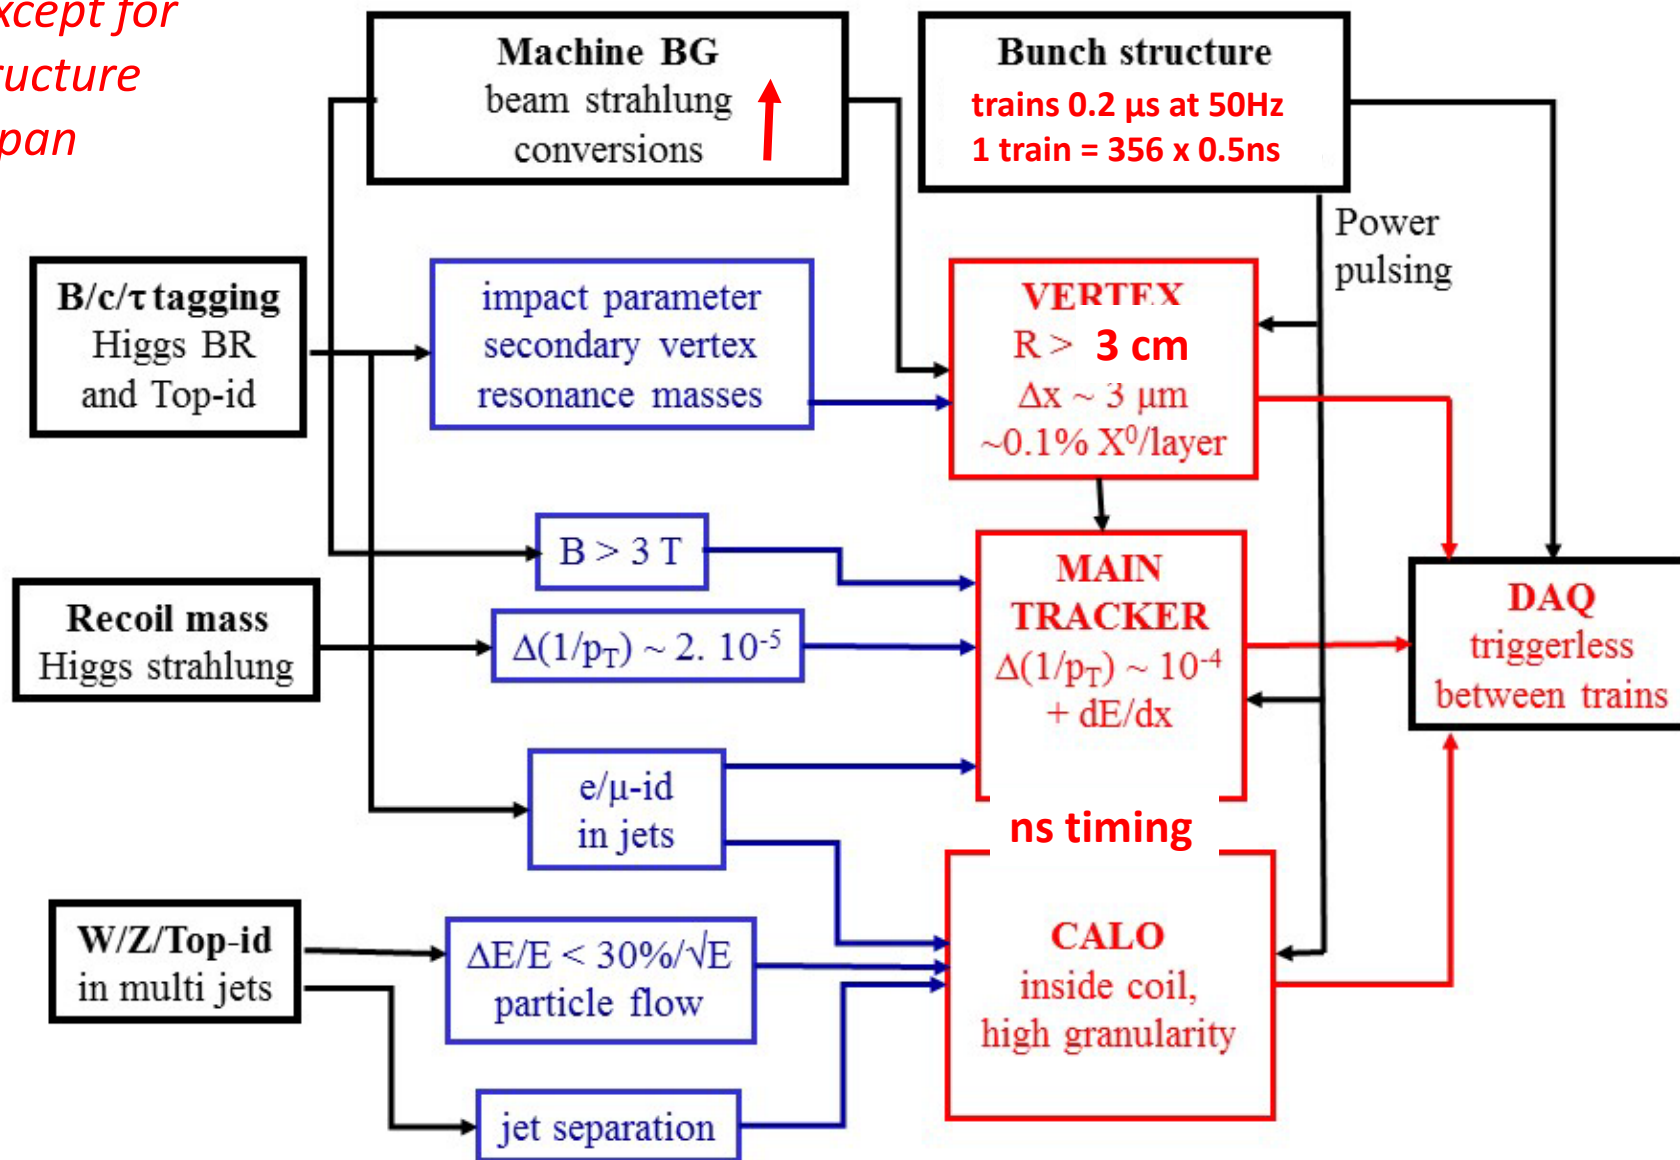 xcept for
ructure
pan
Machine BG
beam strahlung
conversions
Bunch structure
trains 0.2 μs at 50Hz
1 train = 356 x 0.5ns
Power
pulsing
B/c/τ tagging
Higgs BR
and Top-id
impact parameter
secondary vertex
resonance masses
VERTEX
R > 3 cm
Δx ~ 3 μm
~0.1% X⁰/layer
B > 3 T
Recoil mass
Higgs strahlung
Δ(1/pT) ~ 2. 10⁻⁵
MAIN
TRACKER
Δ(1/pT) ~ 10⁻⁴
+ dE/dx
DAQ
triggerless
between trains
e/μ-id
in jets
ns timing
W/Z/Top-id
in multi jets
ΔE/E < 30%/√E
particle flow
CALO
inside coil,
high granularity
jet separation